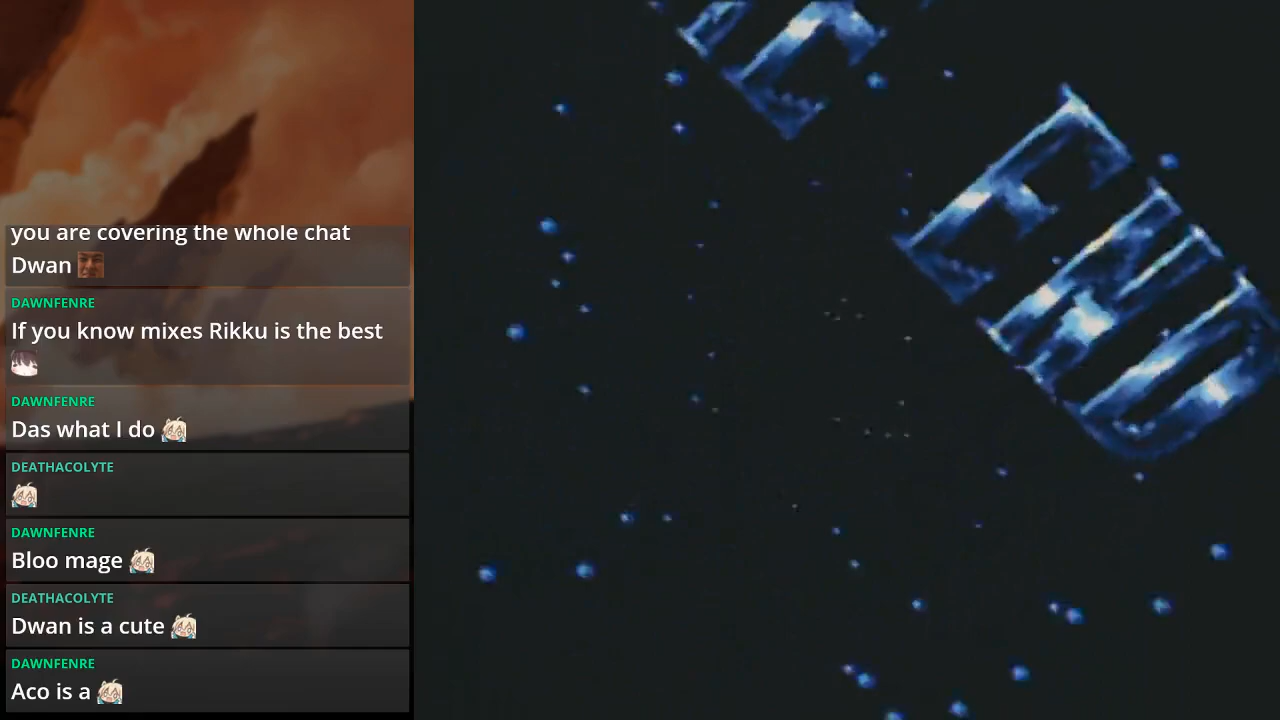 you are covering the whole chat
Dwan
DAWNFENRE
If you know mixes Rikku is the best
DAWNFENRE
Das what I do
DEATHACOLYTE
DAWNFENRE
Bloo mage
DEATHACOLYTE
Dwan is a cute
DAWNFENRE
Aco is a
END